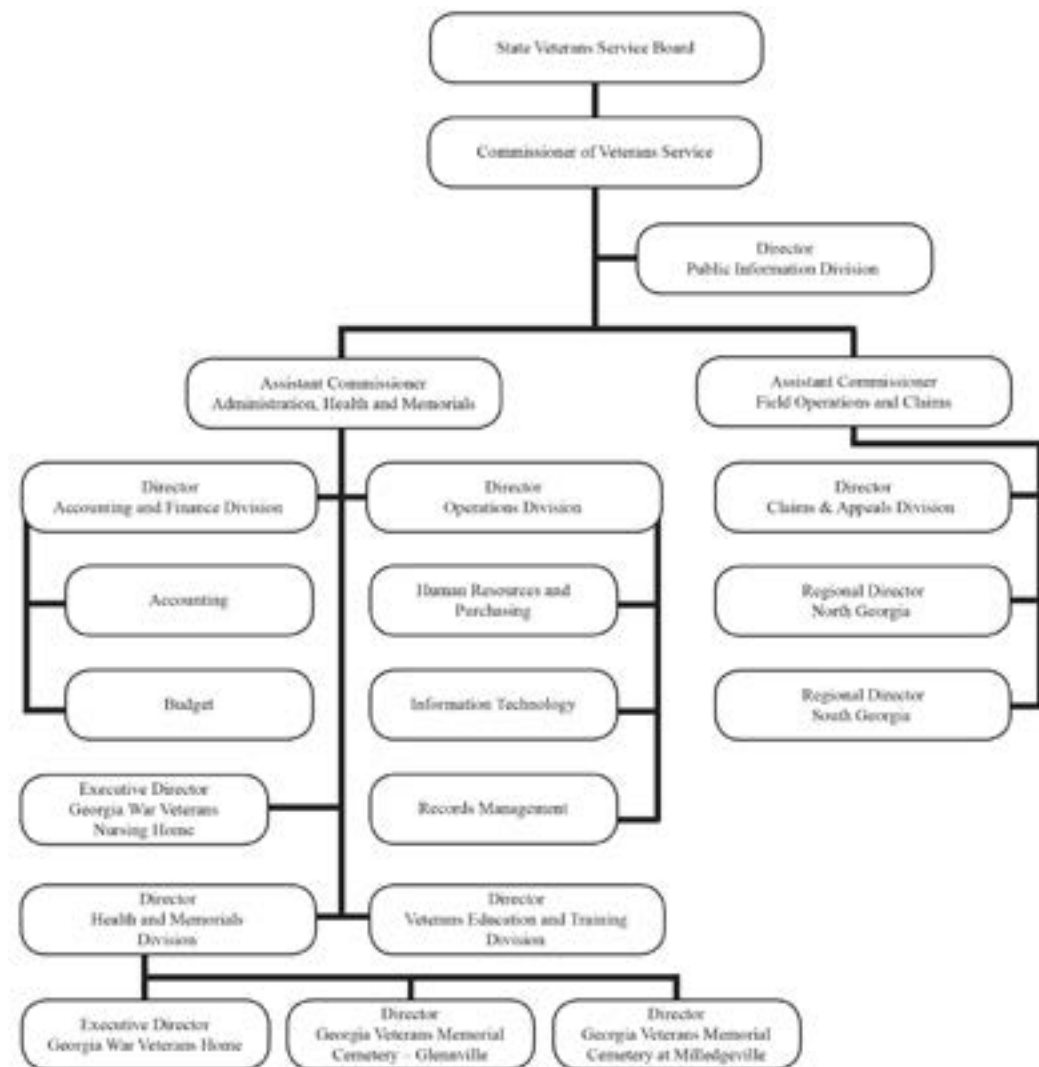 State Veterans Service Board
Commissioner of Veterans Service
Director
Public Information Division
Assistant Commissioner
Administration, Health and Memorials
Assistant Commissioner
Field Operations and Claims
Director
Accounting and Finance Division
Director
Operations Division
Director
Claims & Appeals Division
Accounting
Human Resources and
Purchasing
Regional Director
North Georgia
Budget
Information Technology
Regional Director
South Georgia
Executive Director
Georgia War Veterans
Nursing Home
Records Management
Director
Health and Memorials
Division
Director
Veterans Education and Training
Division
Executive Director
Georgia War Veterans Home
Director
Georgia Veterans Memorial
Cemetery – Glennville
Director
Georgia Veterans Memorial
Cemetery at Milledgeville